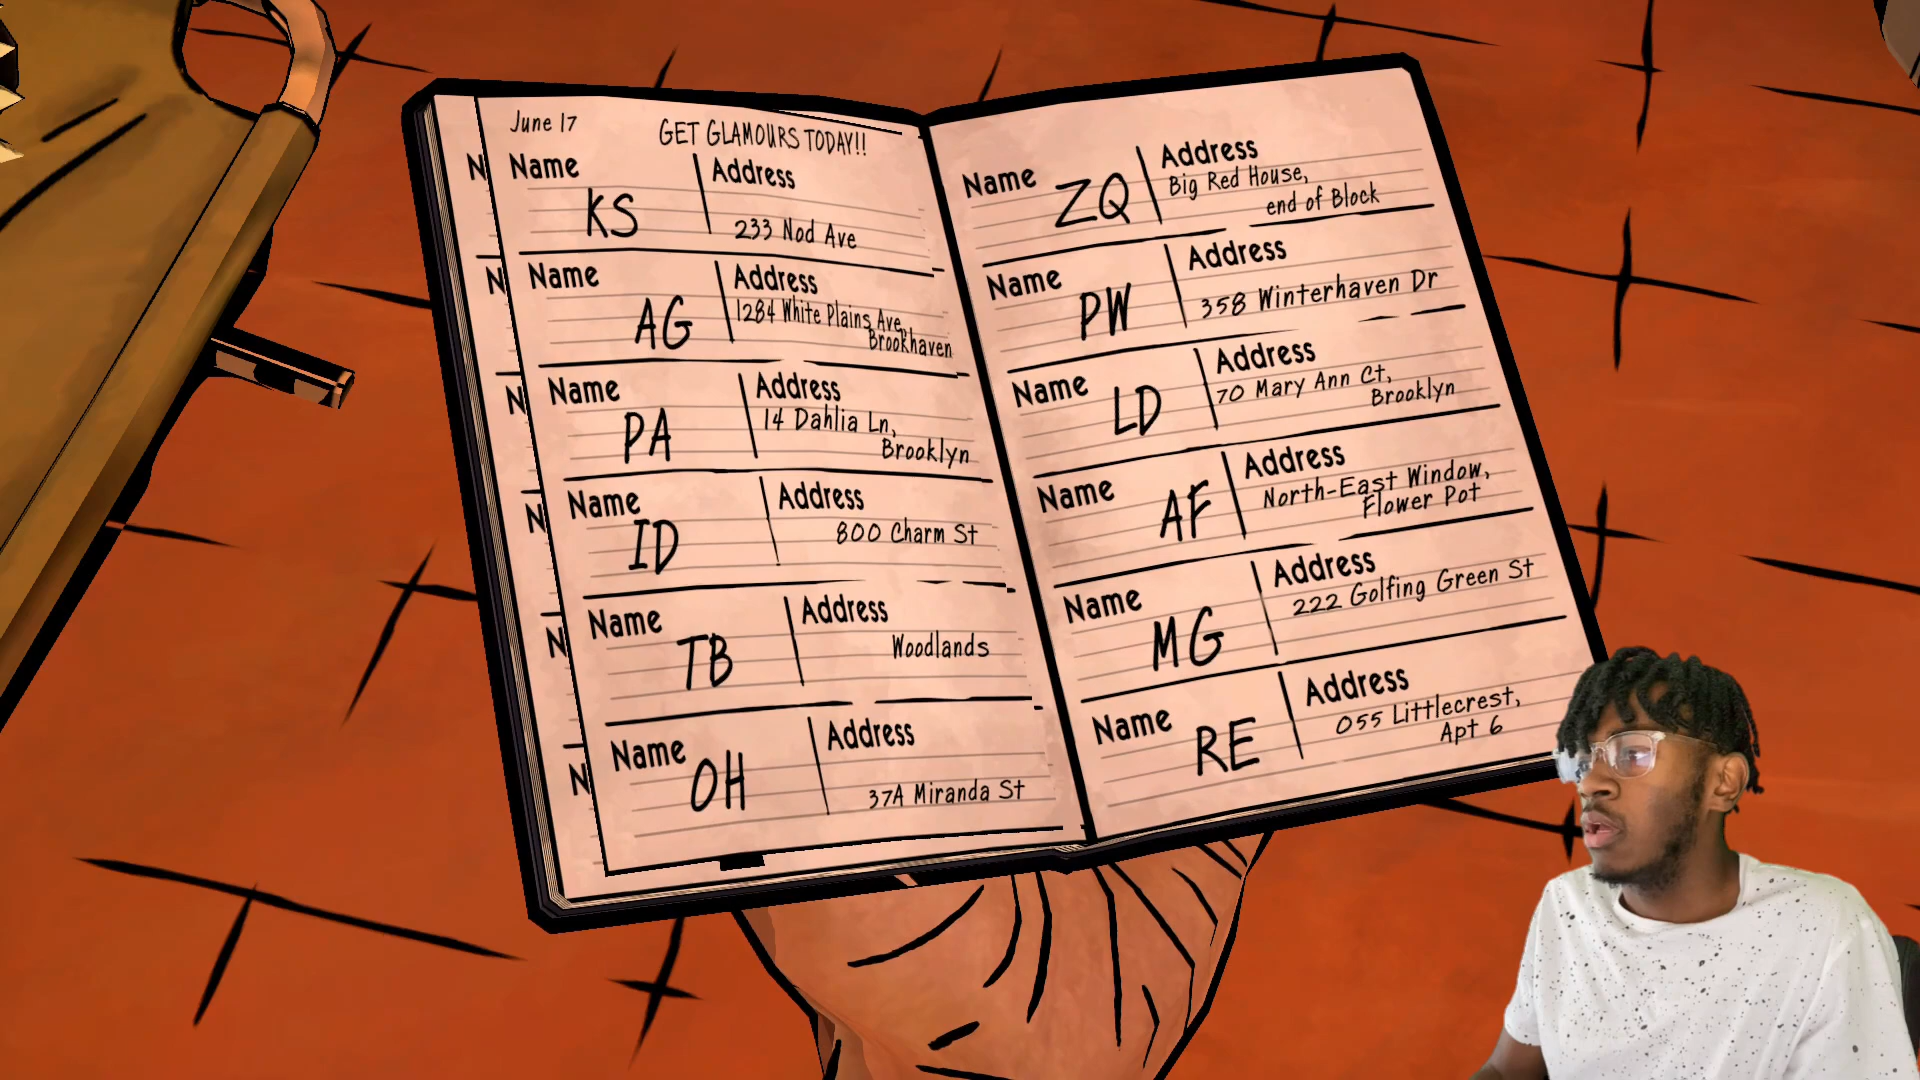 June 17
GET GLAMOURS TODAY!!
Name KS Address
233 Nod Ave
Name AG Address
1284 White Plains Ave,
Brookhaven
Name PA Address
14 Dahlia Ln,
Brooklyn
Name ID Address
800 Charm St
Name TB Address
Woodlands
Name OH Address
37A Miranda St
Name ZQ Address
Big Red House,
end of Block
Name PW Address
358 Winterhaven Dr
Name LD Address
70 Mary Ann Ct,
Brooklyn
Name AF Address
North-East Window,
Flower Pot
Name MG Address
222 Golfing Green St
Name RE Address
055 Littlecrest,
Apt 6
N
N
N
N
N
N